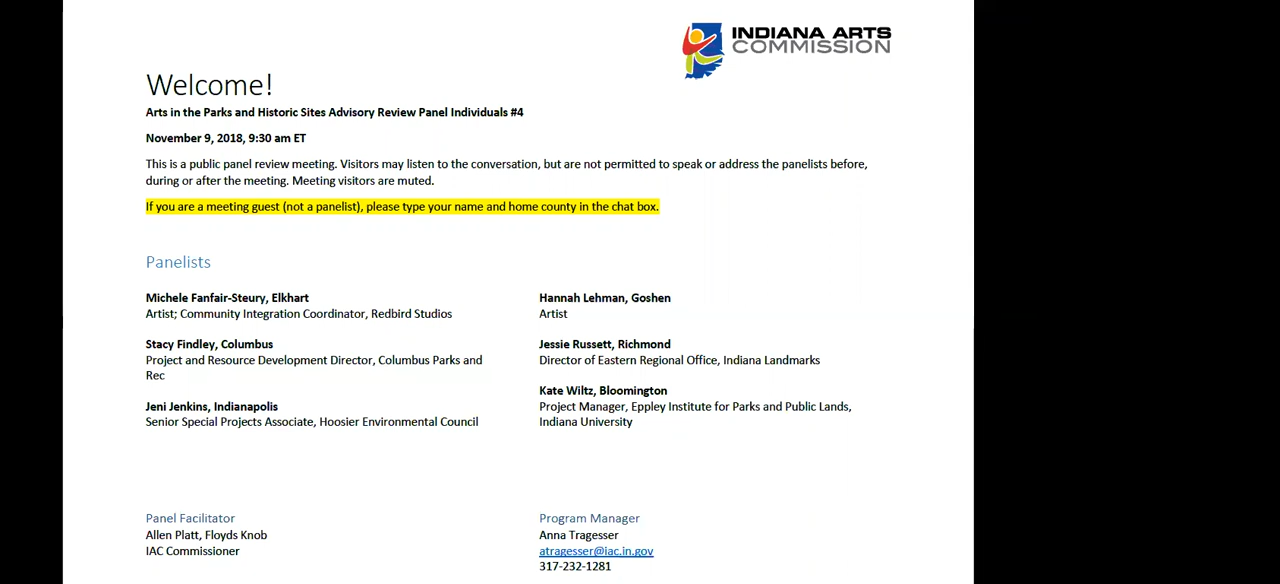 INDIANA ARTS
COMMISSION
Welcome!
Arts in the Parks and Historic Sites Advisory Review Panel Individuals #4
November 9, 2018, 9:30 am ET
This is a public panel review meeting. Visitors may listen to the conversation, but are not permitted to speak or address the panelists before,
during or after the meeting. Meeting visitors are muted.
If you are a meeting guest (not a panelist), please type your name and home county in the chat box.
Panelists
Michele Fanfair-Steury, Elkhart
Artist; Community Integration Coordinator, Redbird Studios
Stacy Findley, Columbus
Project and Resource Development Director, Columbus Parks and
Rec
Jeni Jenkins, Indianapolis
Senior Special Projects Associate, Hoosier Environmental Council
Hannah Lehman, Goshen
Artist
Jessie Russett, Richmond
Director of Eastern Regional Office, Indiana Landmarks
Kate Wiltz, Bloomington
Project Manager, Eppley Institute for Parks and Public Lands,
Indiana University
Panel Facilitator
Allen Platt, Floyds Knob
IAC Commissioner
Program Manager
Anna Tragesser
atragesser@iac.in.gov
317-232-1281